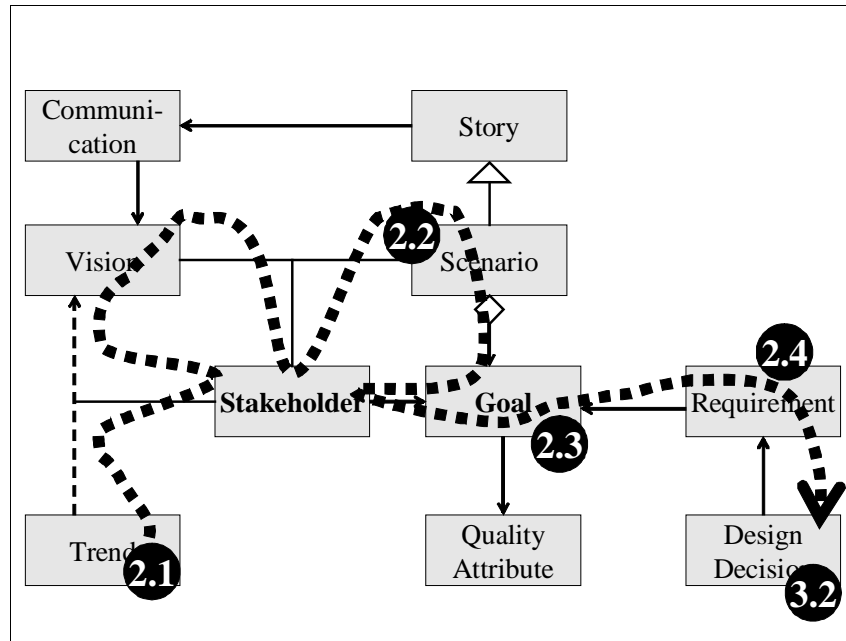 Communi-
cation
Story
Vision
2.2
Scenario
Stakeholder
Goal
2.3
2.4
Requirement
Trend
2.1
Quality
Attribute
Design
Decision
3.2